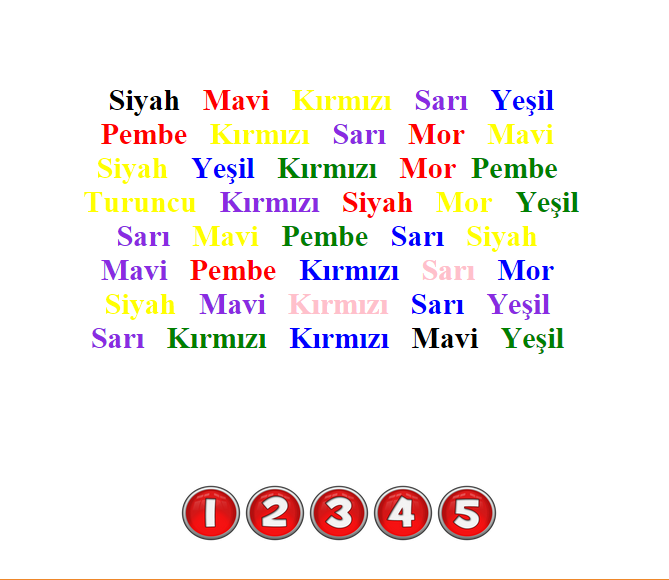 Siyah Mavi Kırmızı Sarı Yeşil
Pembe Kırmızı Sarı Mor Mavi
Siyah Yeşil Kırmızı Mor Pembe
Turuncu Kırmızı Siyah Mor Yeşil
Sarı Mavi Pembe Sarı Siyah
Mavi Pembe Kırmızı Sarı Mor
Siyah Mavi Kırmızı Sarı Yeşil
Sarı Kırmızı Kırmızı Mavi Yeşil
1 2 3 4 5